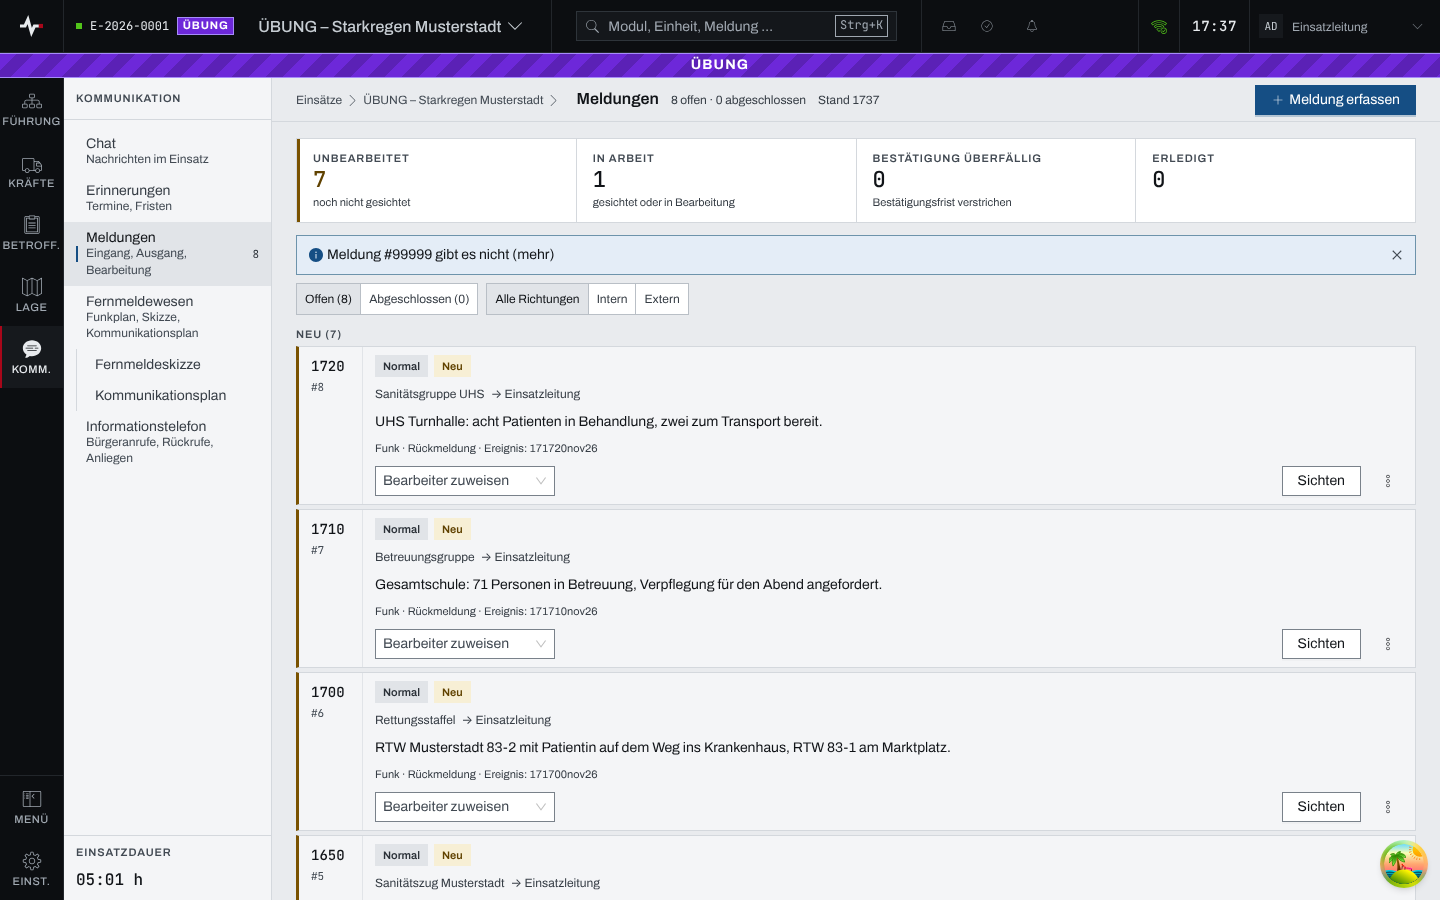 E-2026-0001 ÜBUNG ÜBUNG – Starkregen Musterstadt Modul, Einheit, Meldung ... Strg+K 17:37 AD Einsatzleitung
ÜBUNG
FÜHRUNG
KRÄFTE
BETROFF.
LAGE
KOMM.
MENÜ
EINST.
KOMMUNIKATION
Chat
Nachrichten im Einsatz
Erinnerungen
Termine, Fristen
Meldungen
Eingang, Ausgang, 8
Bearbeitung
Fernmeldewesen
Funkplan, Skizze,
Kommunikationsplan
Fernmeldeskizze
Kommunikationsplan
Informationstelefon
Bürgeranrufe, Rückrufe,
Anliegen
EINSATZDAUER
05:01 h
Einsätze ÜBUNG – Starkregen Musterstadt Meldungen 8 offen · 0 abgeschlossen Stand 1737 + Meldung erfassen
UNBEARBEITET
7
noch nicht gesichtet
IN ARBEIT
1
gesichtet oder in Bearbeitung
BESTÄTIGUNG ÜBERFÄLLIG
0
Bestätigungsfrist verstrichen
ERLEDIGT
0
Meldung #99999 gibt es nicht (mehr)
Offen (8) Abgeschlossen (0) Alle Richtungen Intern Extern
NEU (7)
1720 Normal Neu
#8
Sanitätsgruppe UHS → Einsatzleitung
UHS Turnhalle: acht Patienten in Behandlung, zwei zum Transport bereit.
Funk · Rückmeldung · Ereignis: 171720nov26
Bearbeiter zuweisen Sichten
1710 Normal Neu
#7
Betreuungsgruppe → Einsatzleitung
Gesamtschule: 71 Personen in Betreuung, Verpflegung für den Abend angefordert.
Funk · Rückmeldung · Ereignis: 171710nov26
Bearbeiter zuweisen Sichten
1700 Normal Neu
#6
Rettungsstaffel → Einsatzleitung
RTW Musterstadt 83-2 mit Patientin auf dem Weg ins Krankenhaus, RTW 83-1 am Marktplatz.
Funk · Rückmeldung · Ereignis: 171700nov26
Bearbeiter zuweisen Sichten
1650 Normal Neu
#5
Sanitätszug Musterstadt → Einsatzleitung